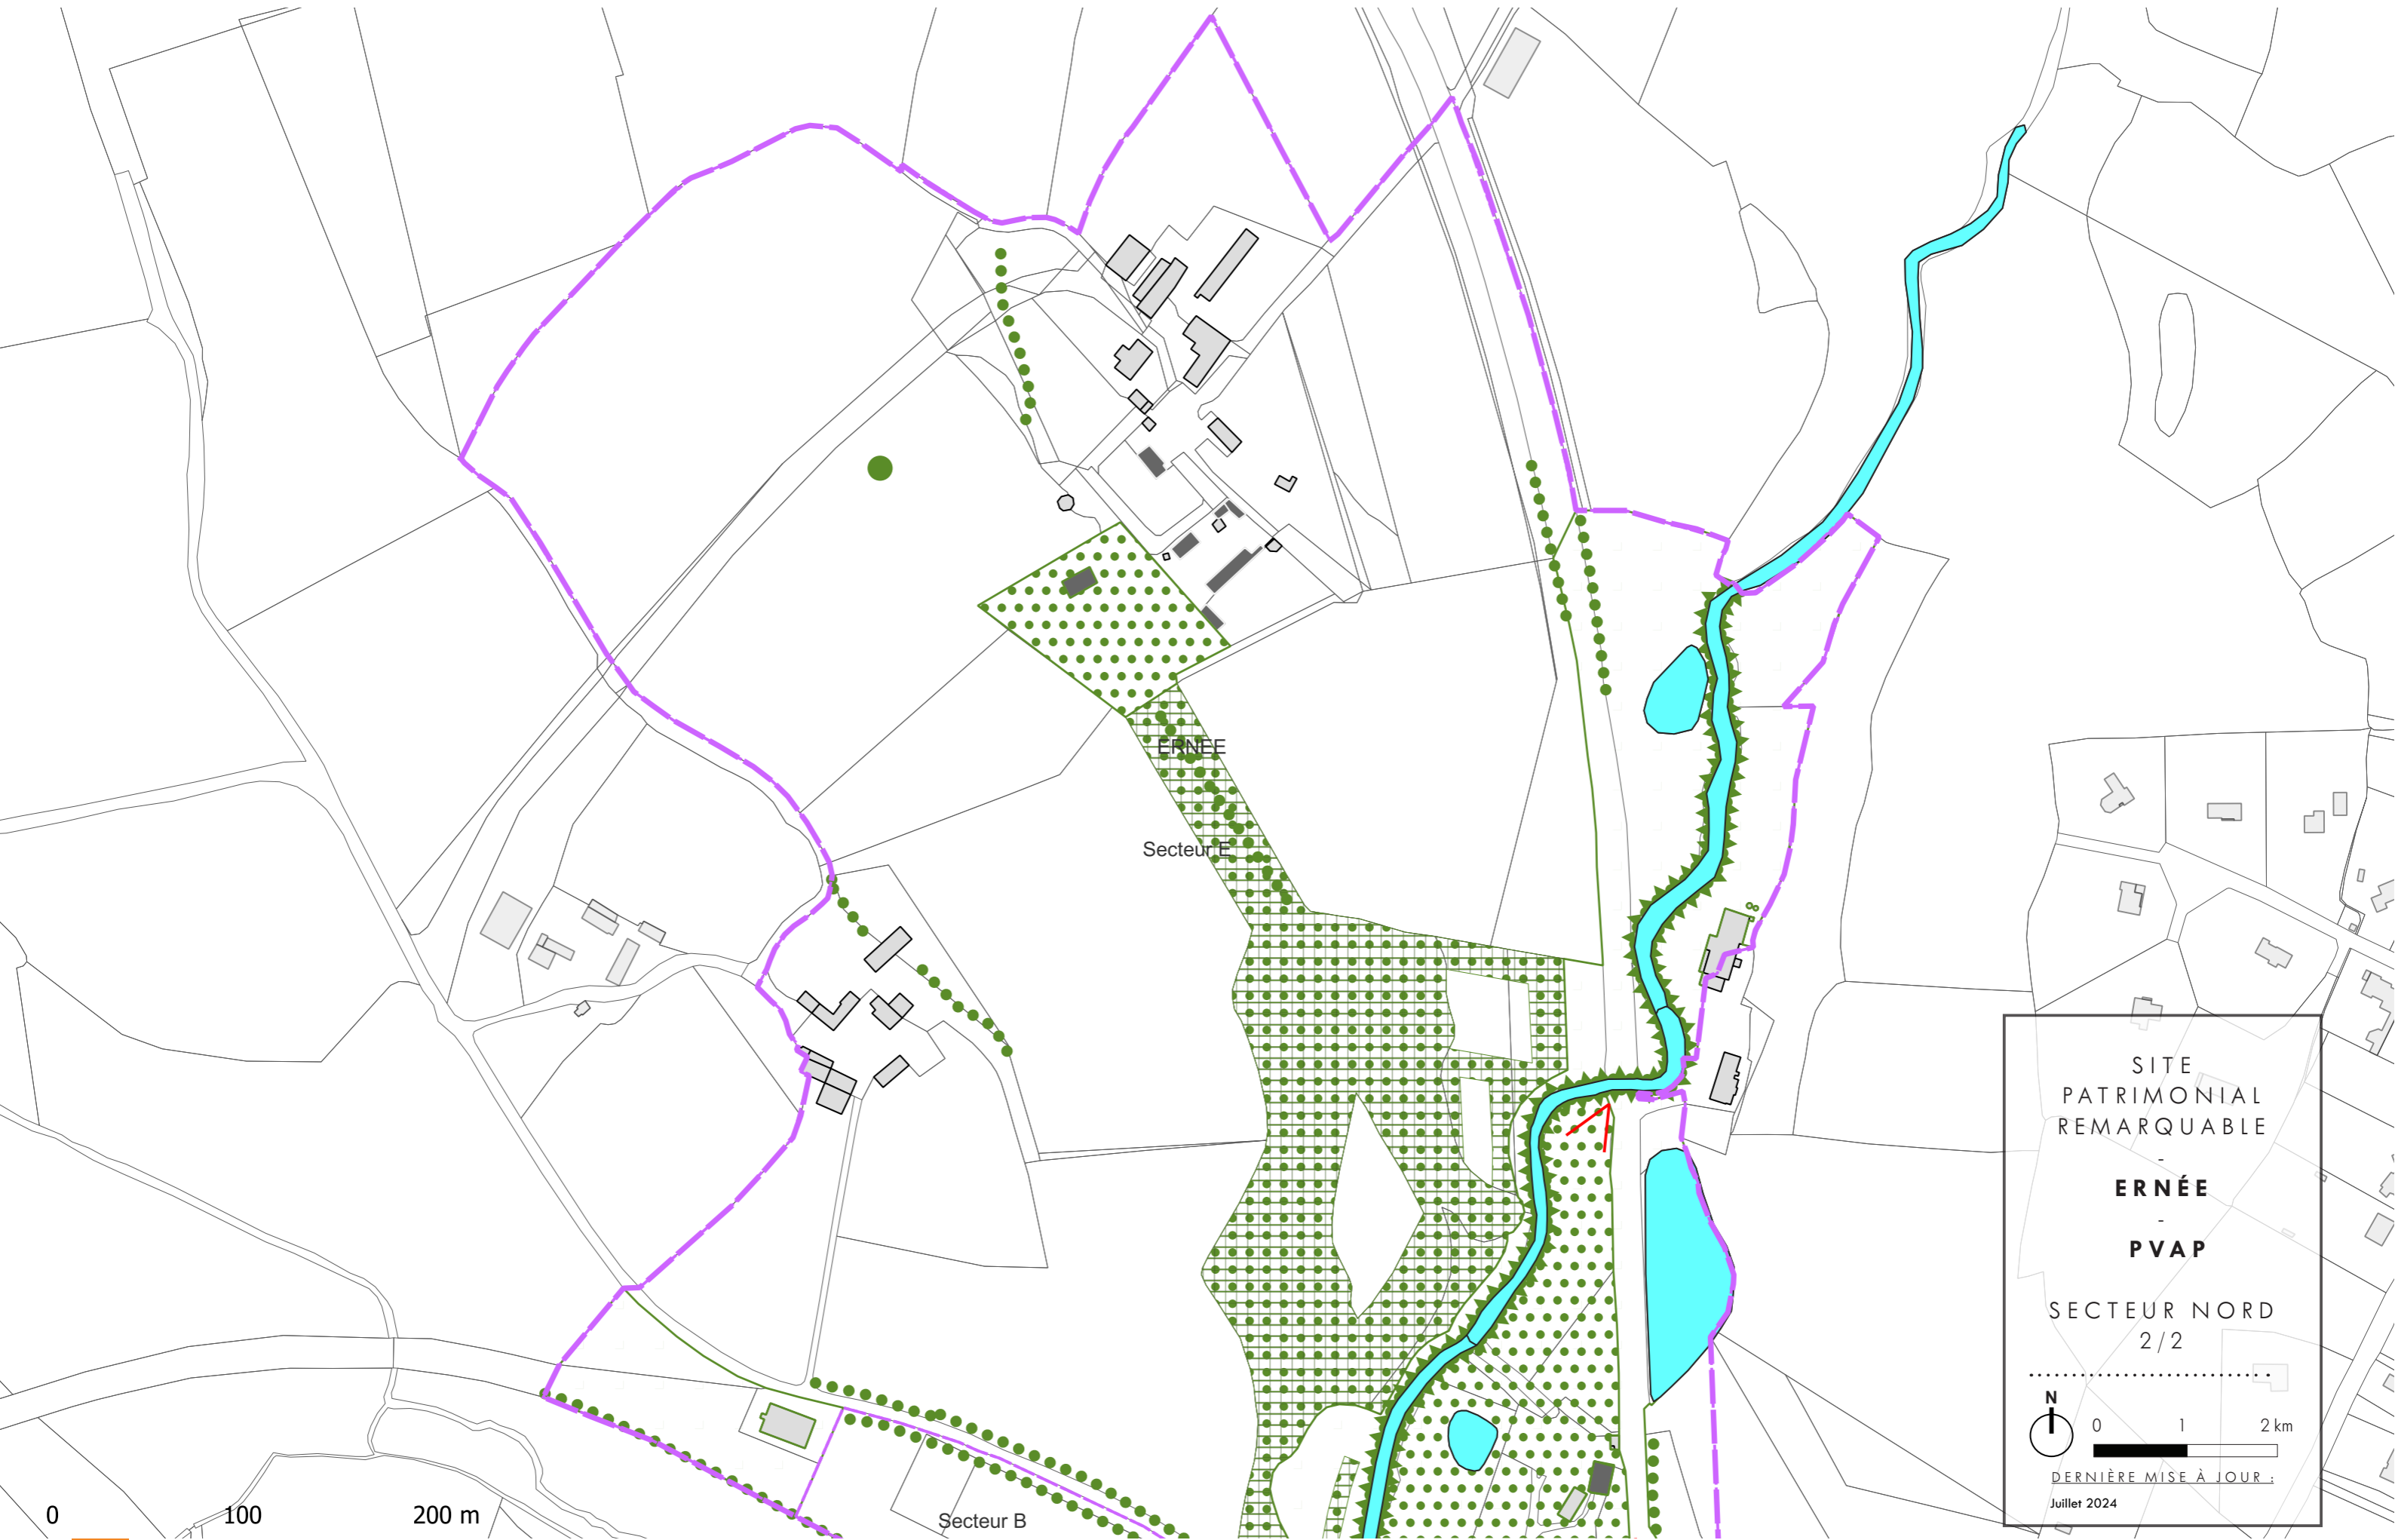 ERNEE
Secteur E
SITE
PATRIMONIAL
REMARQUABLE
-
ERNÉE
-
PVAP
SECTEUR NORD
2/2
N
0 1 2 km
DERNIÈRE MISE À JOUR :
Juillet 2024
0 100 200 m
Secteur B